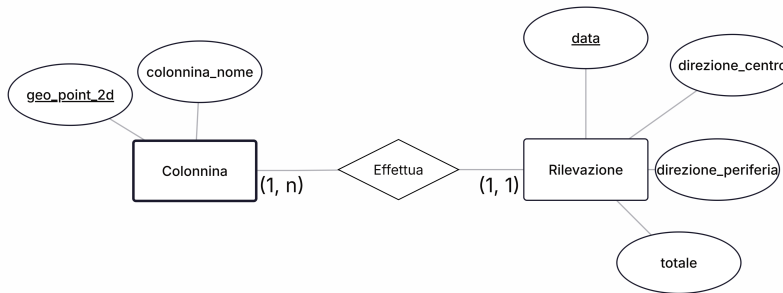 data
direzione_centro
colonnina_nome
geo_point_2d
Colonnina
(1, n)
Effettua
(1, 1)
Rilevazione
direzione_periferia
totale